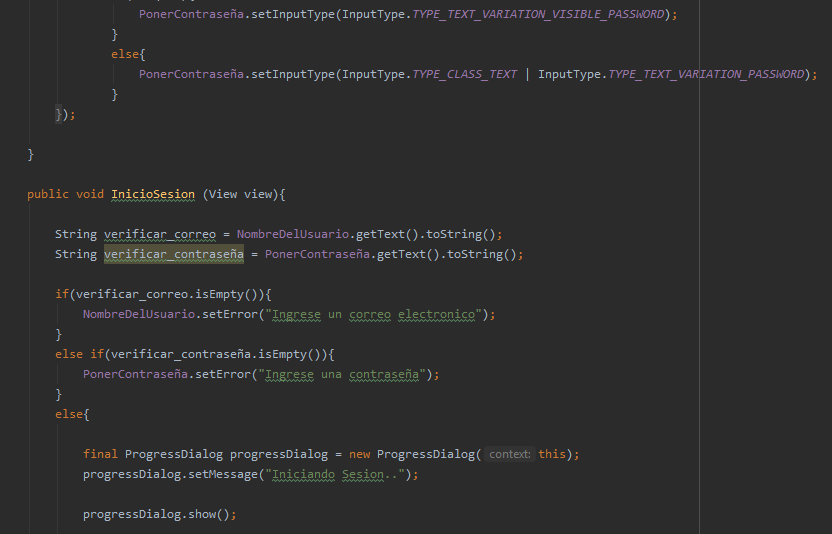 PonerContraseña.setInputType(InputType.TYPE_TEXT_VARIATION_VISIBLE_PASSWORD);
}
else{
PonerContraseña.setInputType(InputType.TYPE_CLASS_TEXT | InputType.TYPE_TEXT_VARIATION_PASSWORD);
}
});
}
public void InicioSesion (View view){
String verificar_correo = NombreDelUsuario.getText().toString();
String verificar_contraseña = PonerContraseña.getText().toString();
if(verificar_correo.isEmpty()){
NombreDelUsuario.setError("Ingrese un correo electronico");
}
else if(verificar_contraseña.isEmpty()){
PonerContraseña.setError("Ingrese una contraseña");
}
else{
final ProgressDialog progressDialog = new ProgressDialog( context: this);
progressDialog.setMessage("Iniciando Sesion..");
progressDialog.show();